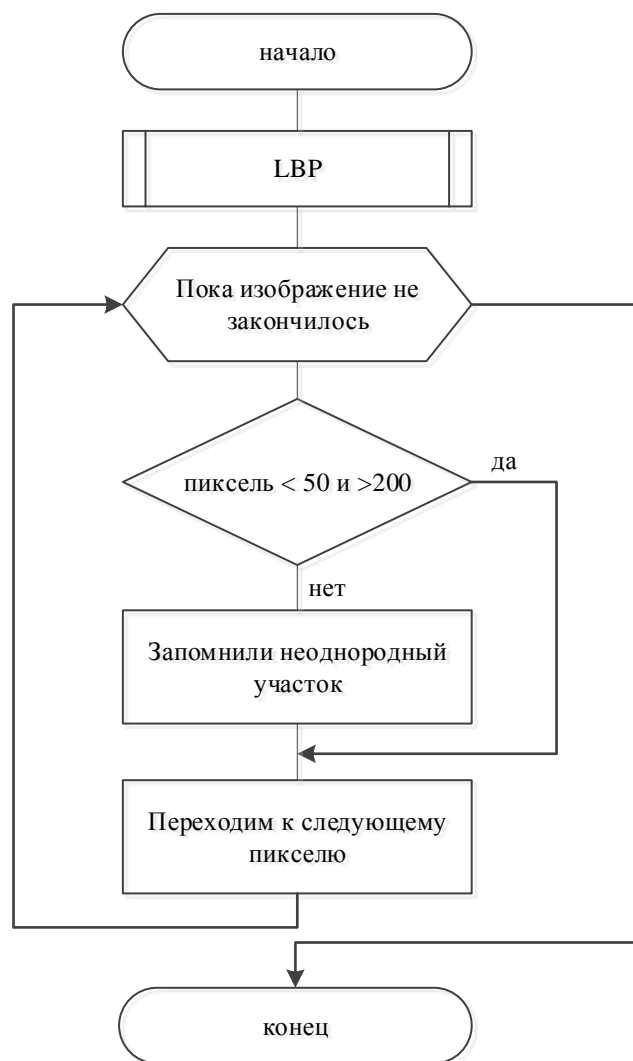 начало
LBP
Пока изображение не
закончилось
пиксель < 50 и >200
да
нет
Запомнили неоднородный
участок
Переходим к следующему
пикселю
конец